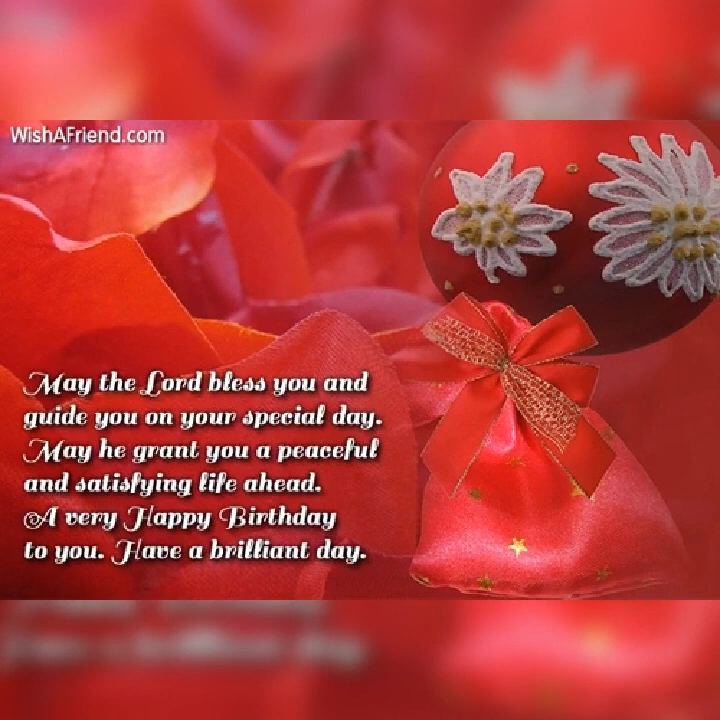 WishAFriend.com
May the Lord bless you and
guide you on your special day.
May he grant you a peaceful
and satisfying life ahead.
A very Happy Birthday
to you. Have a brilliant day.